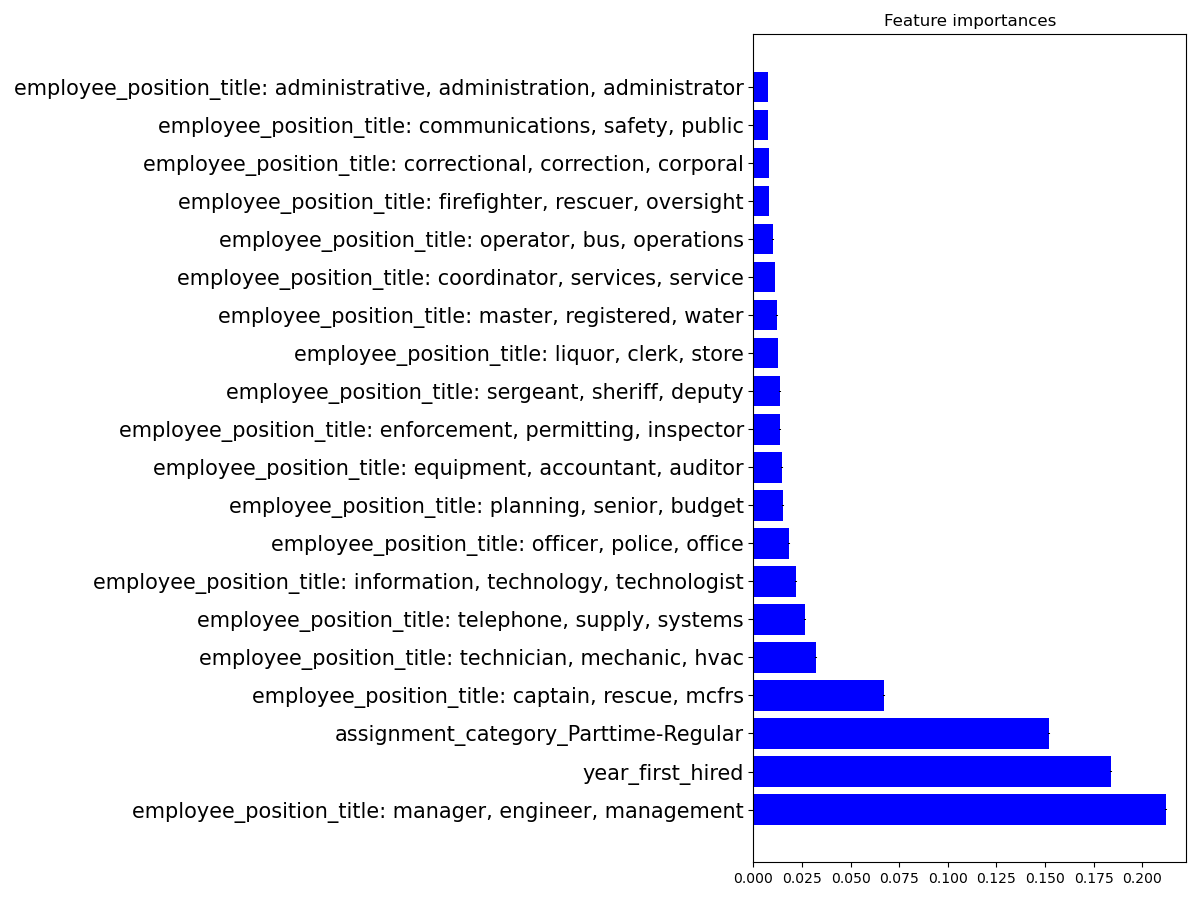 Feature importances
employee_position_title: administrative, administration, administrator
employee_position_title: communications, safety, public
employee_position_title: correctional, correction, corporal
employee_position_title: firefighter, rescuer, oversight
employee_position_title: operator, bus, operations
employee_position_title: coordinator, services, service
employee_position_title: master, registered, water
employee_position_title: liquor, clerk, store
employee_position_title: sergeant, sheriff, deputy
employee_position_title: enforcement, permitting, inspector
employee_position_title: equipment, accountant, auditor
employee_position_title: planning, senior, budget
employee_position_title: officer, police, office
employee_position_title: information, technology, technologist
employee_position_title: telephone, supply, systems
employee_position_title: technician, mechanic, hvac
employee_position_title: captain, rescue, mcfrs
assignment_category_Parttime-Regular
year_first_hired
employee_position_title: manager, engineer, management
0.000 0.025 0.050 0.075 0.100 0.125 0.150 0.175 0.200